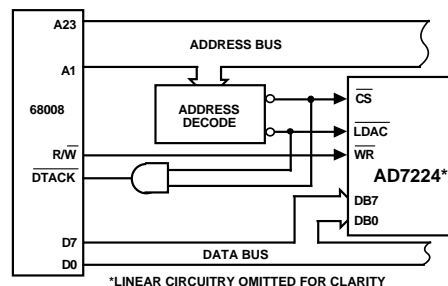 A23
ADDRESS BUS
A1
68008
ADDRESS
DECODE
CS
LDAC
R/W
WR
AD7224*
DTACK
DB7
DB0
D7
DATA BUS
D0
*LINEAR CIRCUITRY OMITTED FOR CLARITY